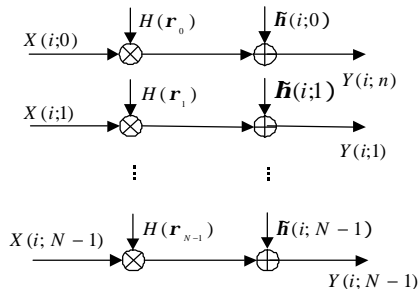 H(r₀) η̃(i;0)
X(i;0)
Y(i;n)
H(r₁) η̃(i;1)
X(i;1)
Y(i;1)
⋮ ⋮
H(r_{N−1}) η̃(i;N−1)
X(i;N−1)
Y(i;N−1)